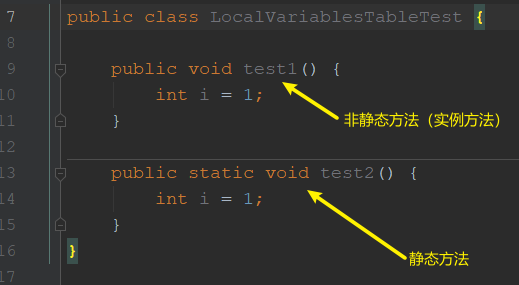 7 public class LocalVariablesTableTest {
8
9 public void test1() {
10 int i = 1;
11 }
非静态方法（实例方法）
12
13 public static void test2() {
14 int i = 1;
15 }
16 }
静态方法
17